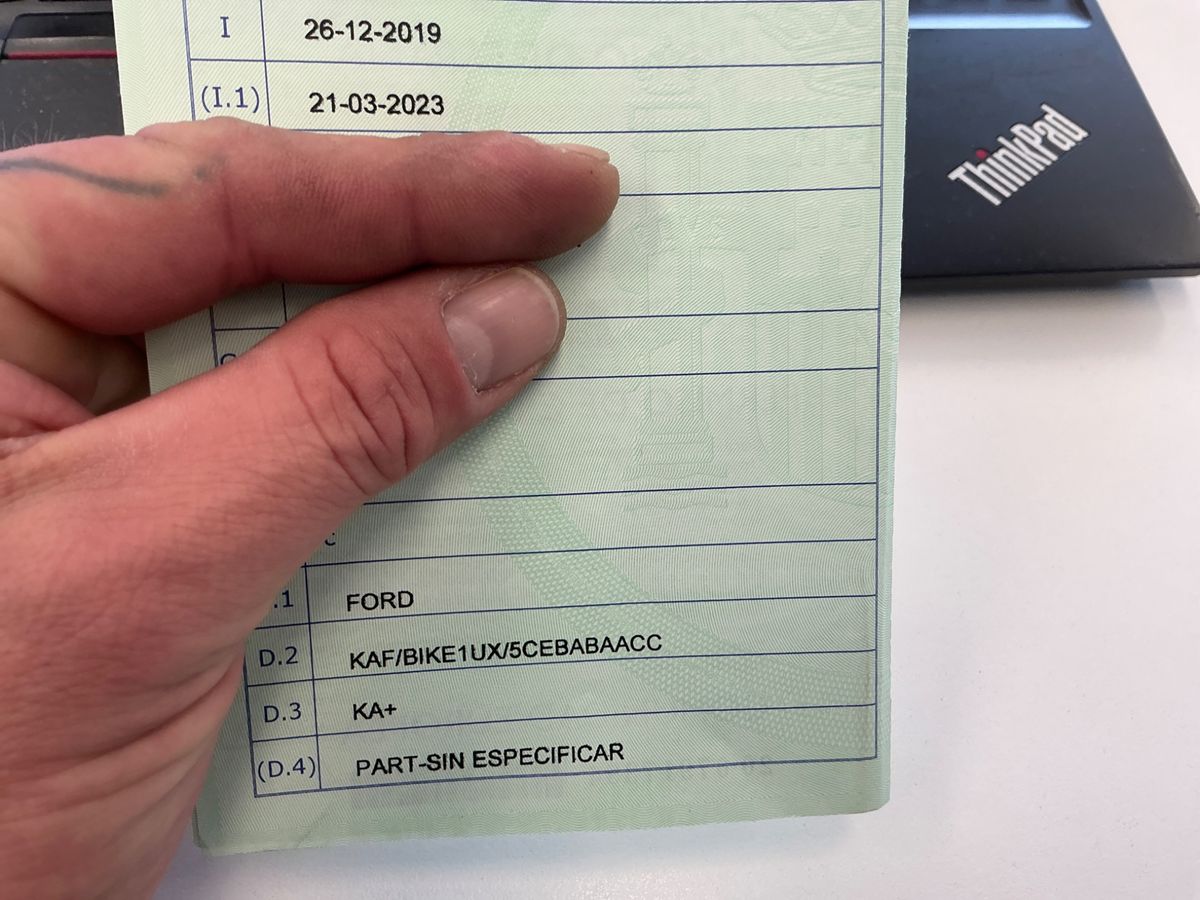 I 26-12-2019
(I.1) 21-03-2023
ThinkPad
.1 FORD
D.2 KAF/BIKE1UX/5CEBABAACC
D.3 KA+
(D.4) PART-SIN ESPECIFICAR